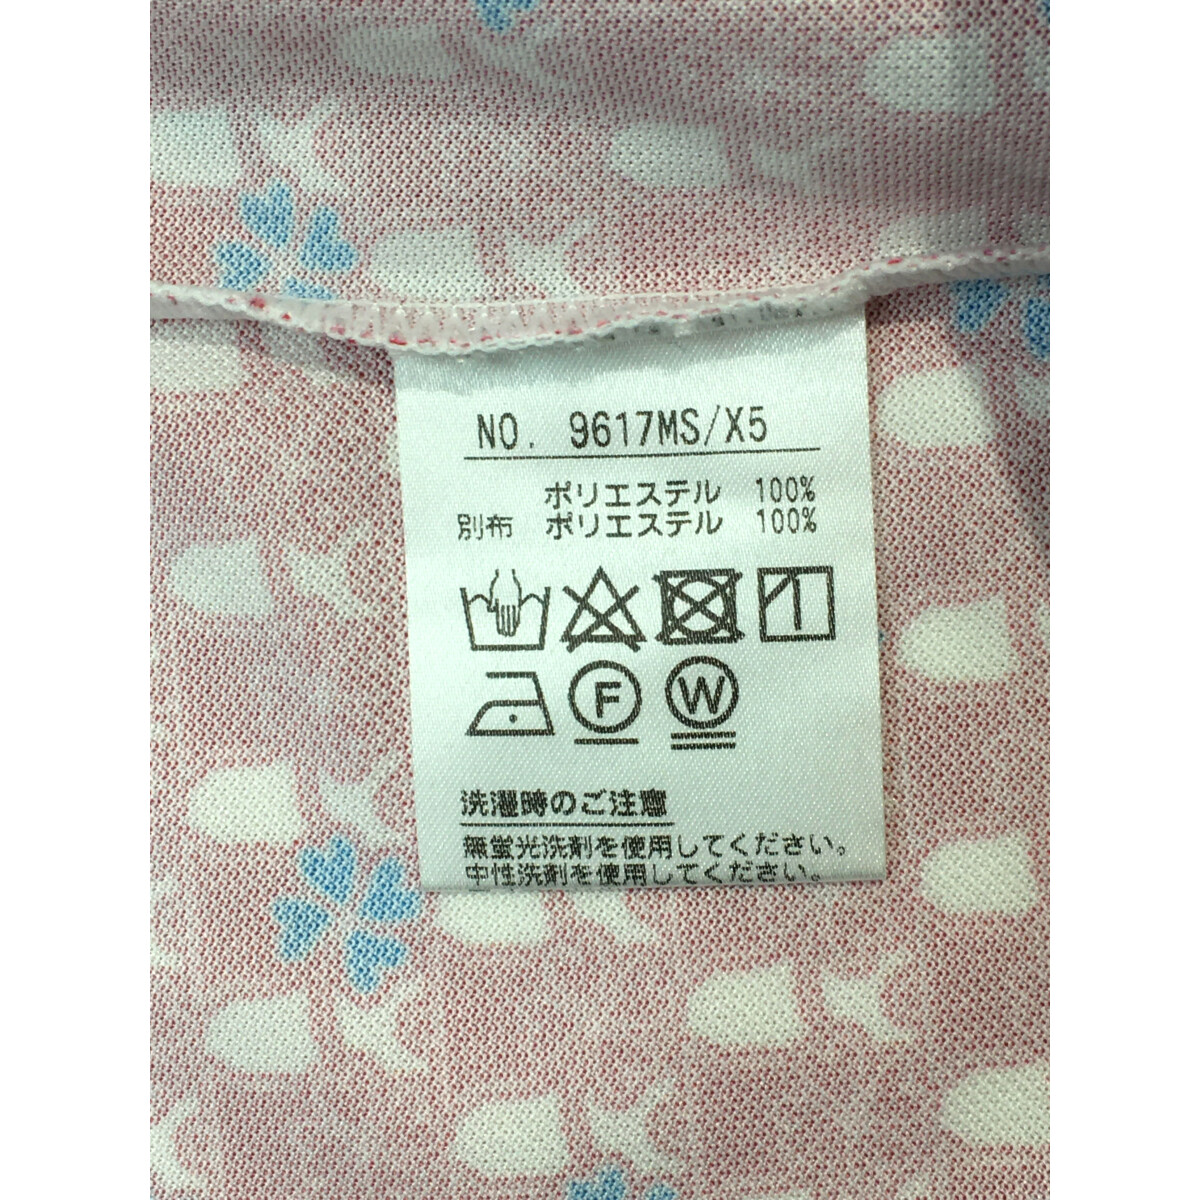 NO. 9617MS/X5
ポリエステル 100%
別布 ポリエステル 100%
F W
洗濯時のご注意
無蛍光洗剤を使用してください。
中性洗剤を使用してください。